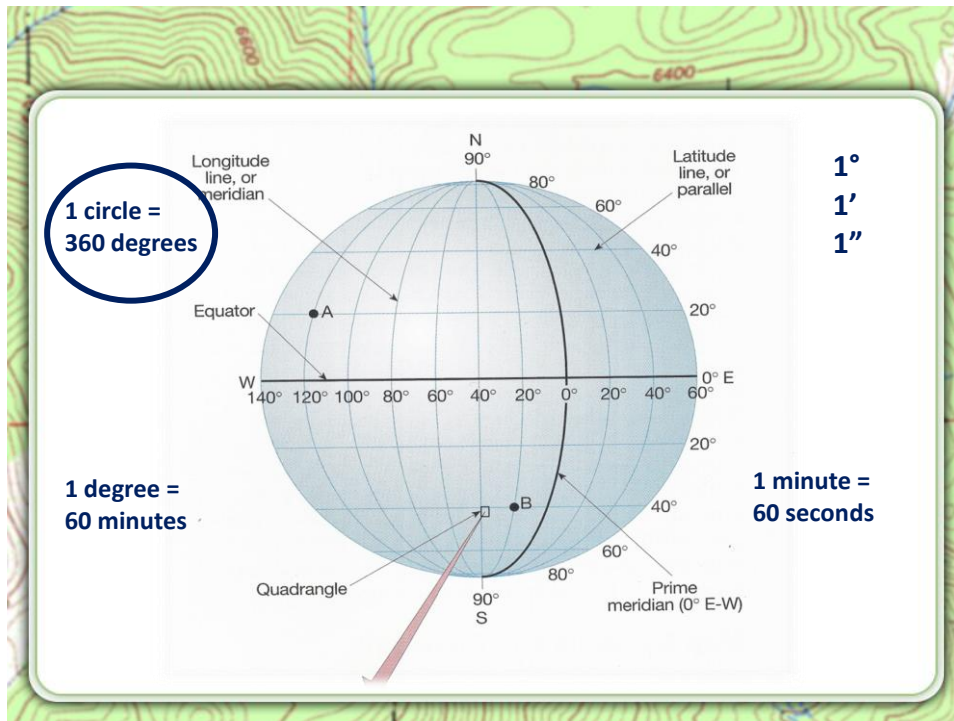 6600
6400
N
90°
Longitude
line, or
meridian
Latitude
line, or
parallel
1°
1’
1”
80°
60°
1 circle =
360 degrees
40°
Equator
A
20°
W
0° E
140° 120° 100° 80° 60° 40° 20° 0° 20° 40° 60°
20°
1 degree =
60 minutes
1 minute =
60 seconds
B
40°
60°
80°
Quadrangle
90°
S
Prime
meridian (0° E-W)